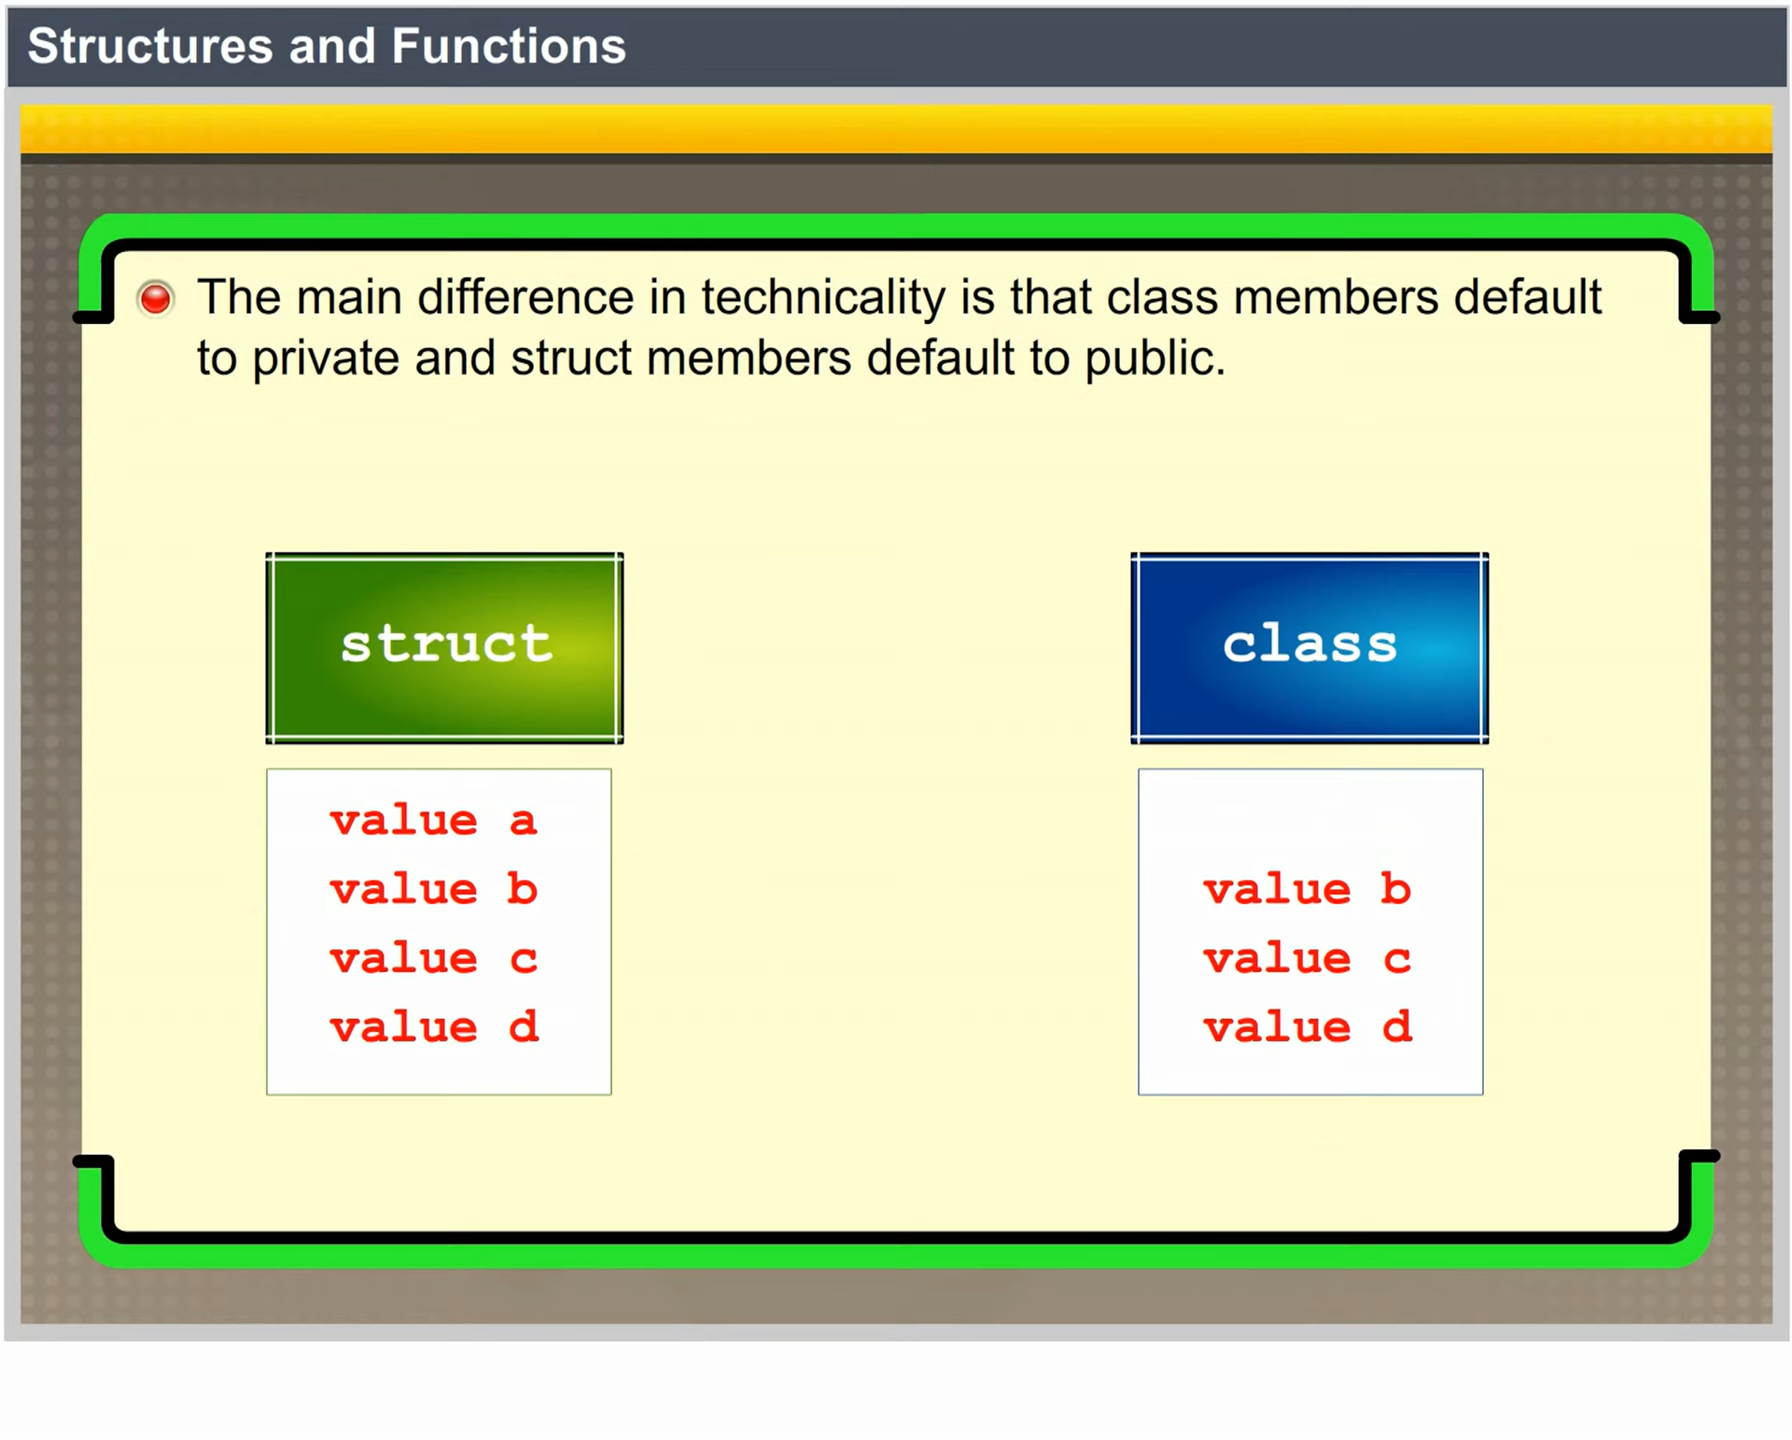 Structures and Functions
The main difference in technicality is that class members default
to private and struct members default to public.
struct
class
value a
value b
value c
value d
value b
value c
value d